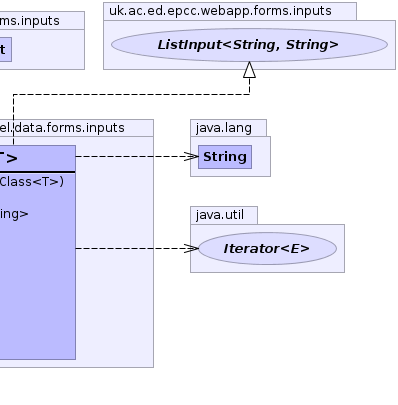 ms.inputs
t
uk.ac.ed.epcc.webapp.forms.inputs
ListInput<String, String>
el.data.forms.inputs
T>
Class<T>)
ing>
java.lang
String
java.util
Iterator<E>